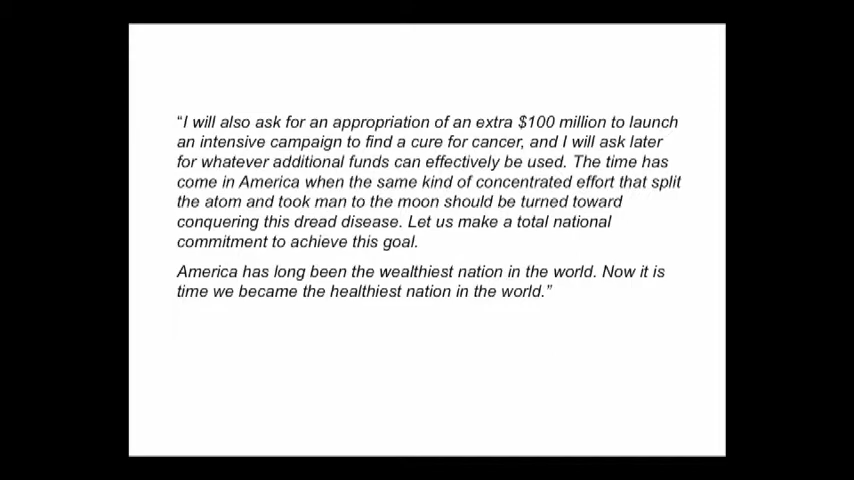 “I will also ask for an appropriation of an extra $100 million to launch
an intensive campaign to find a cure for cancer, and I will ask later
for whatever additional funds can effectively be used. The time has
come in America when the same kind of concentrated effort that split
the atom and took man to the moon should be turned toward
conquering this dread disease. Let us make a total national
commitment to achieve this goal.
America has long been the wealthiest nation in the world. Now it is
time we became the healthiest nation in the world.”